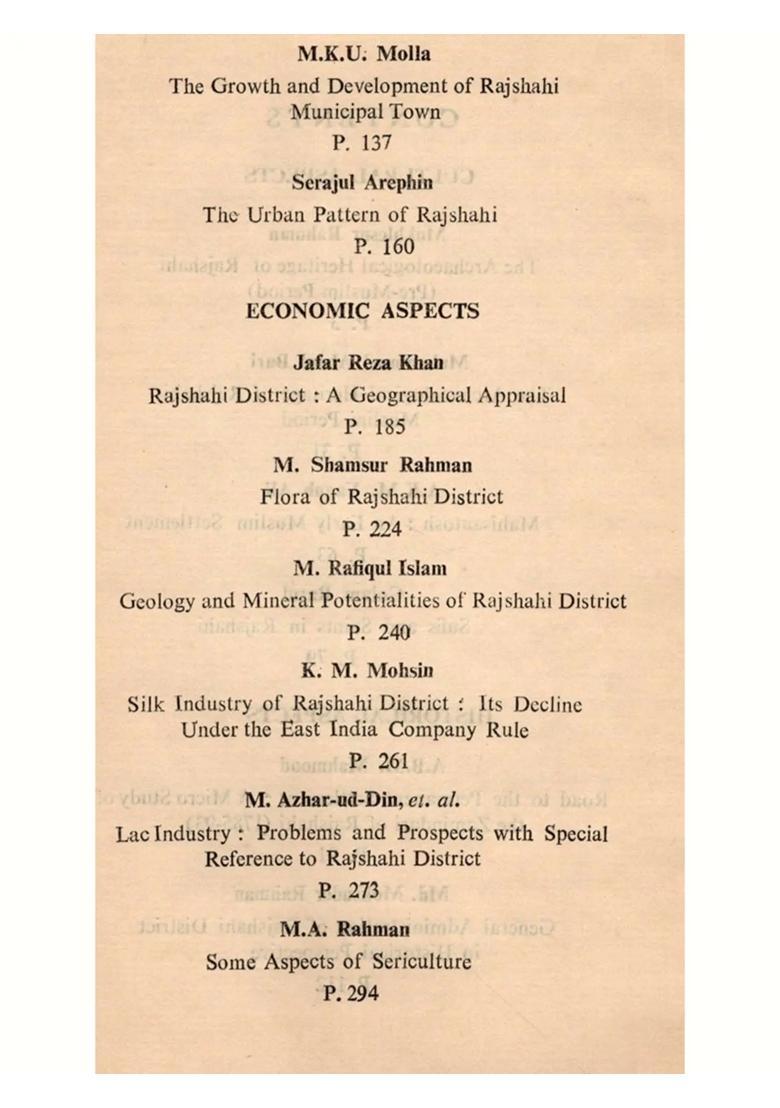 M.K.U. Molla
The Growth and Development of Rajshahi
Municipal Town
P. 137
Serajul Arephin
The Urban Pattern of Rajshahi
P. 160
ECONOMIC ASPECTS
Jafar Reza Khan
Rajshahi District : A Geographical Appraisal
P. 185
M. Shamsur Rahman
Flora of Rajshahi District
P. 224
M. Rafiqul Islam
Geology and Mineral Potentialities of Rajshahi District
P. 240
K. M. Mohsin
Silk Industry of Rajshahi District : Its Decline
Under the East India Company Rule
P. 261
M. Azhar-ud-Din, et. al.
Lac Industry : Problems and Prospects with Special
Reference to Rajshahi District
P. 273
M.A. Rahman
Some Aspects of Sericulture
P. 294